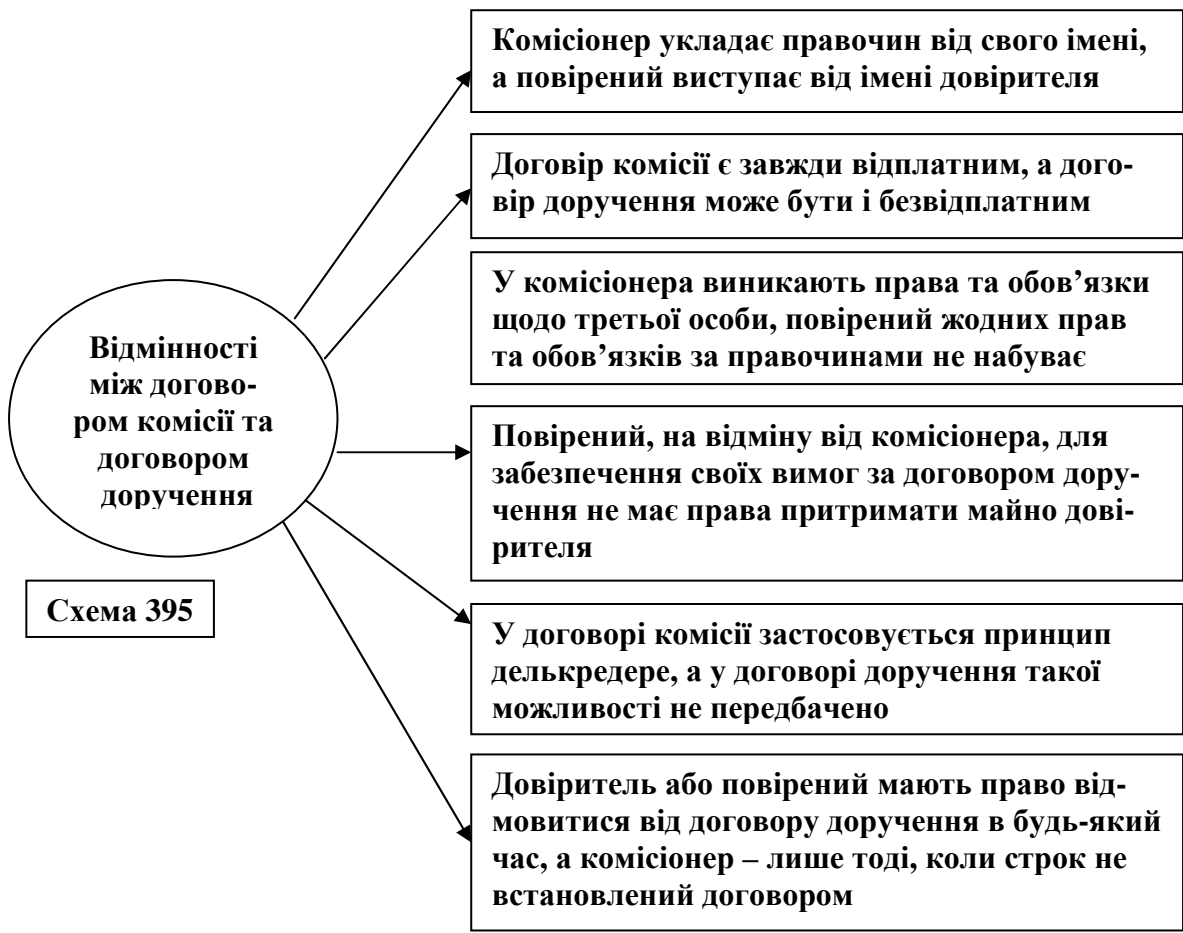 Комісіонер укладає правочин від свого імені,
а повірений виступає від імені довірителя
Договір комісії є завжди відплатним, а дого-
вір доручення може бути і безвідплатним
У комісіонера виникають права та обов’язки
щодо третьої особи, повірений жодних прав
та обов’язків за правочинами не набуває
Відмінності
між догово-
ром комісії та
договором
доручення
Повірений, на відміну від комісіонера, для
забезпечення своїх вимог за договором дору-
чення не має права притримати майно дові-
рителя
Схема 395
У договорі комісії застосовується принцип
делькредере, а у договорі доручення такої
можливості не передбачено
Довіритель або повірений мають право від-
мовитися від договору доручення в будь-який
час, а комісіонер – лише тоді, коли строк не
встановлений договором